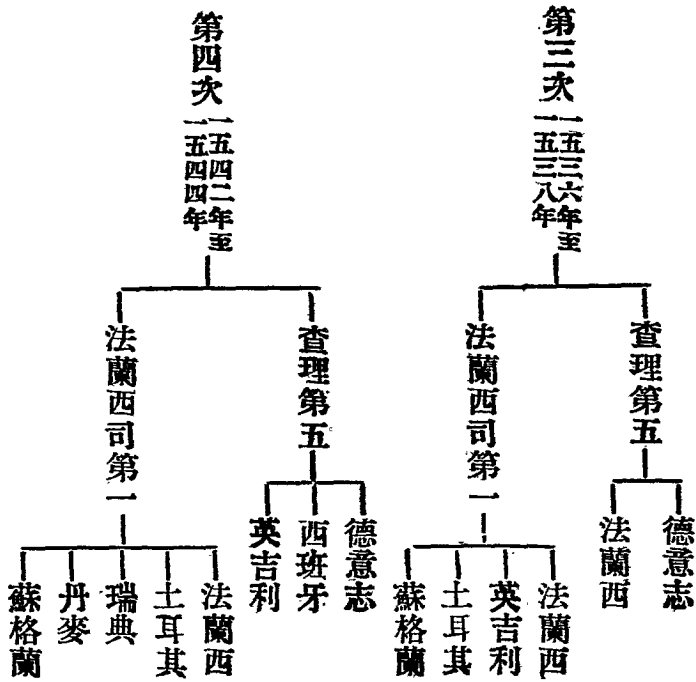 第三次
一五三六年至
一五三八年
查理第五
德意志
法蘭西
法蘭西司第一
法蘭西
英吉利
土耳其
蘇格蘭
第四次
一五四二年至
一五四四年
查理第五
德意志
西班牙
英吉利
法蘭西司第一
法蘭西
土耳其
瑞典
丹麥
蘇格蘭